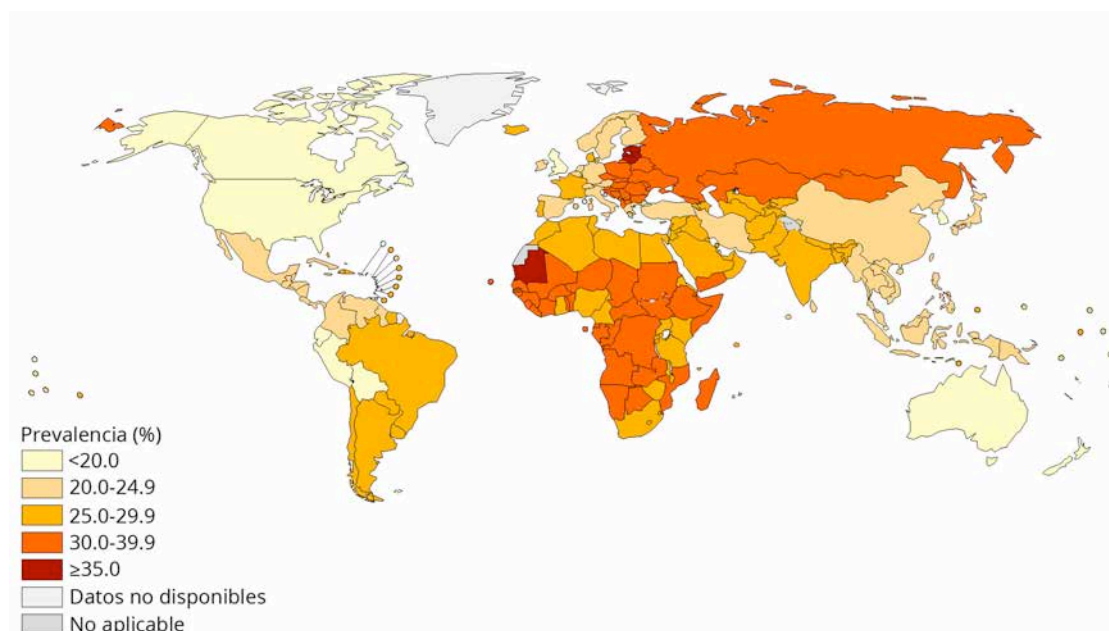 Prevalencia (%)
<20.0
20.0-24.9
25.0-29.9
30.0-39.9
≥35.0
Datos no disponibles
No aplicable